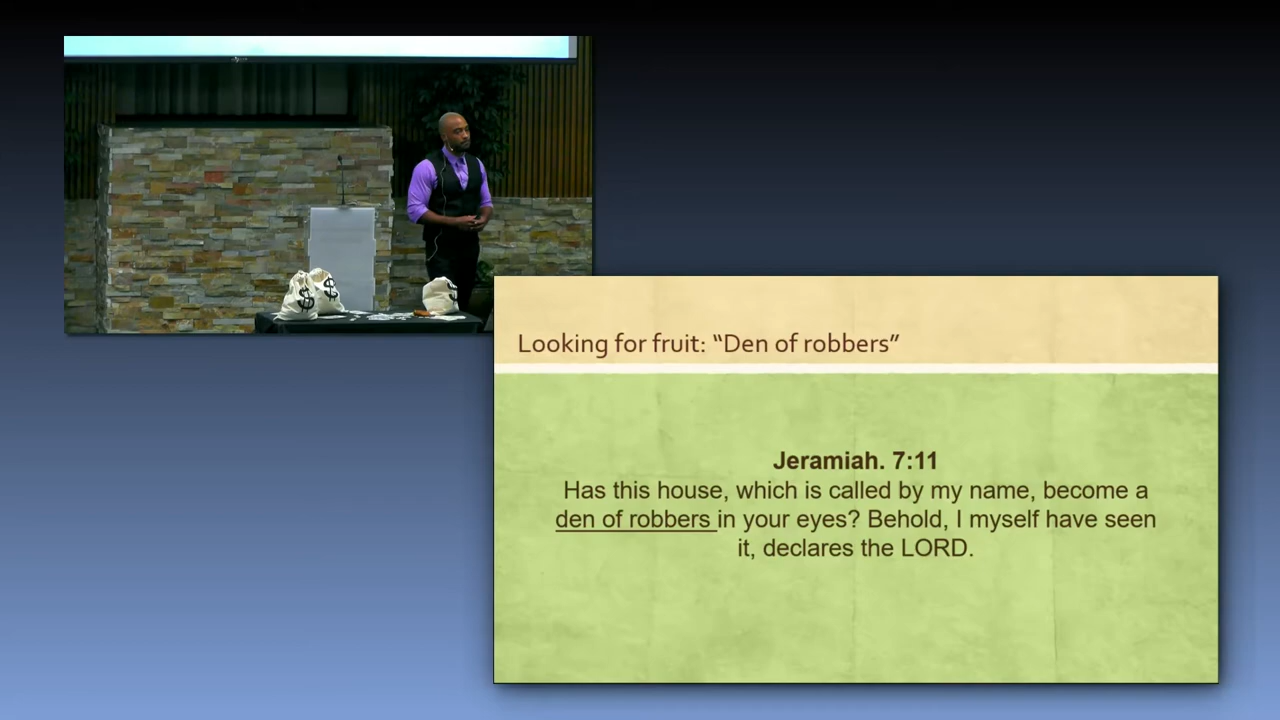 $
$
$
Looking for fruit: “Den of robbers”
Jeramiah. 7:11
Has this house, which is called by my name, become a
den of robbers in your eyes? Behold, I myself have seen
it, declares the LORD.